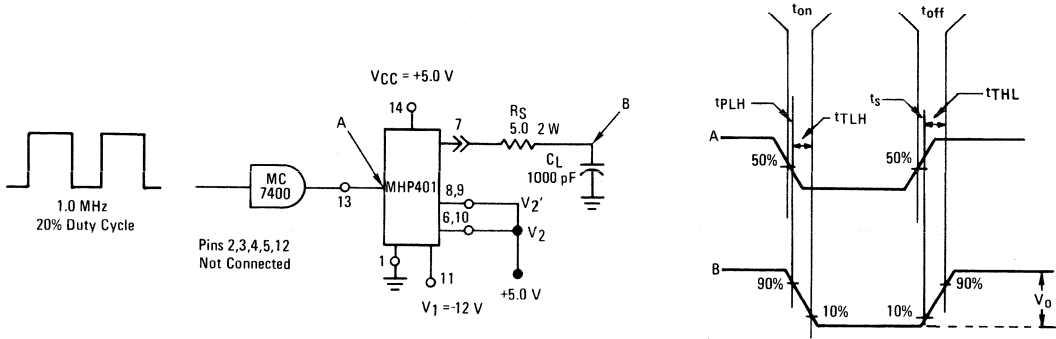 1.0 MHz
20% Duty Cycle
MC
7400
13
Pins 2,3,4,5,12
Not Connected
A
VCC = +5.0 V
14
MHP401
7
RS
5.0 2 W
B
CL
1000 pF
8,9
V2'
6,10
V2
1
11
V1 = -12 V
+5.0 V
ton
toff
tPLH
tTLH
ts
tTHL
A
50%
50%
B
90%
10%
10%
90%
Vo